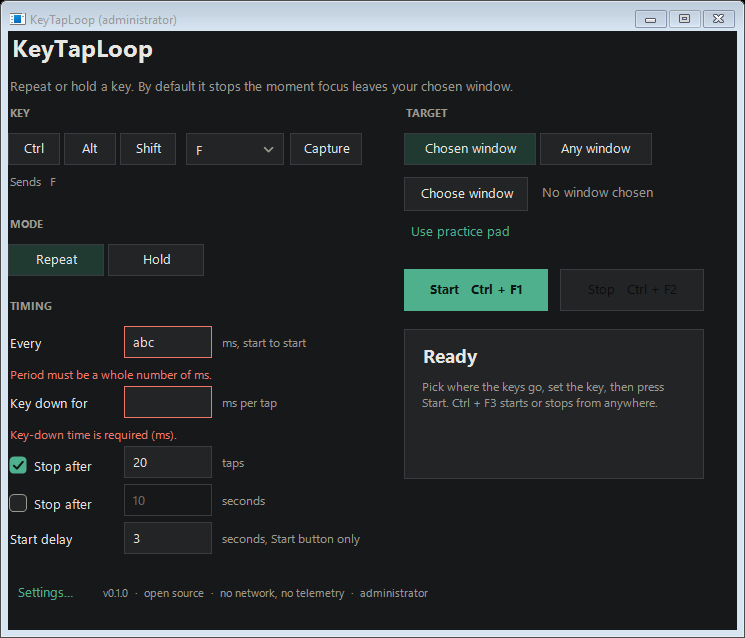 KeyTapLoop (administrator)
KeyTapLoop
Repeat or hold a key. By default it stops the moment focus leaves your chosen window.
KEY
Ctrl Alt Shift F Capture
Sends F
MODE
Repeat Hold
TIMING
Every abc ms, start to start
Period must be a whole number of ms.
Key down for ms per tap
Key-down time is required (ms).
Stop after 20 taps
Stop after 10 seconds
Start delay 3 seconds, Start button only
TARGET
Chosen window Any window
Choose window No window chosen
Use practice pad
Start Ctrl + F1 Stop Ctrl + F2
Ready
Pick where the keys go, set the key, then press
Start. Ctrl + F3 starts or stops from anywhere.
Settings... v0.1.0 · open source · no network, no telemetry · administrator